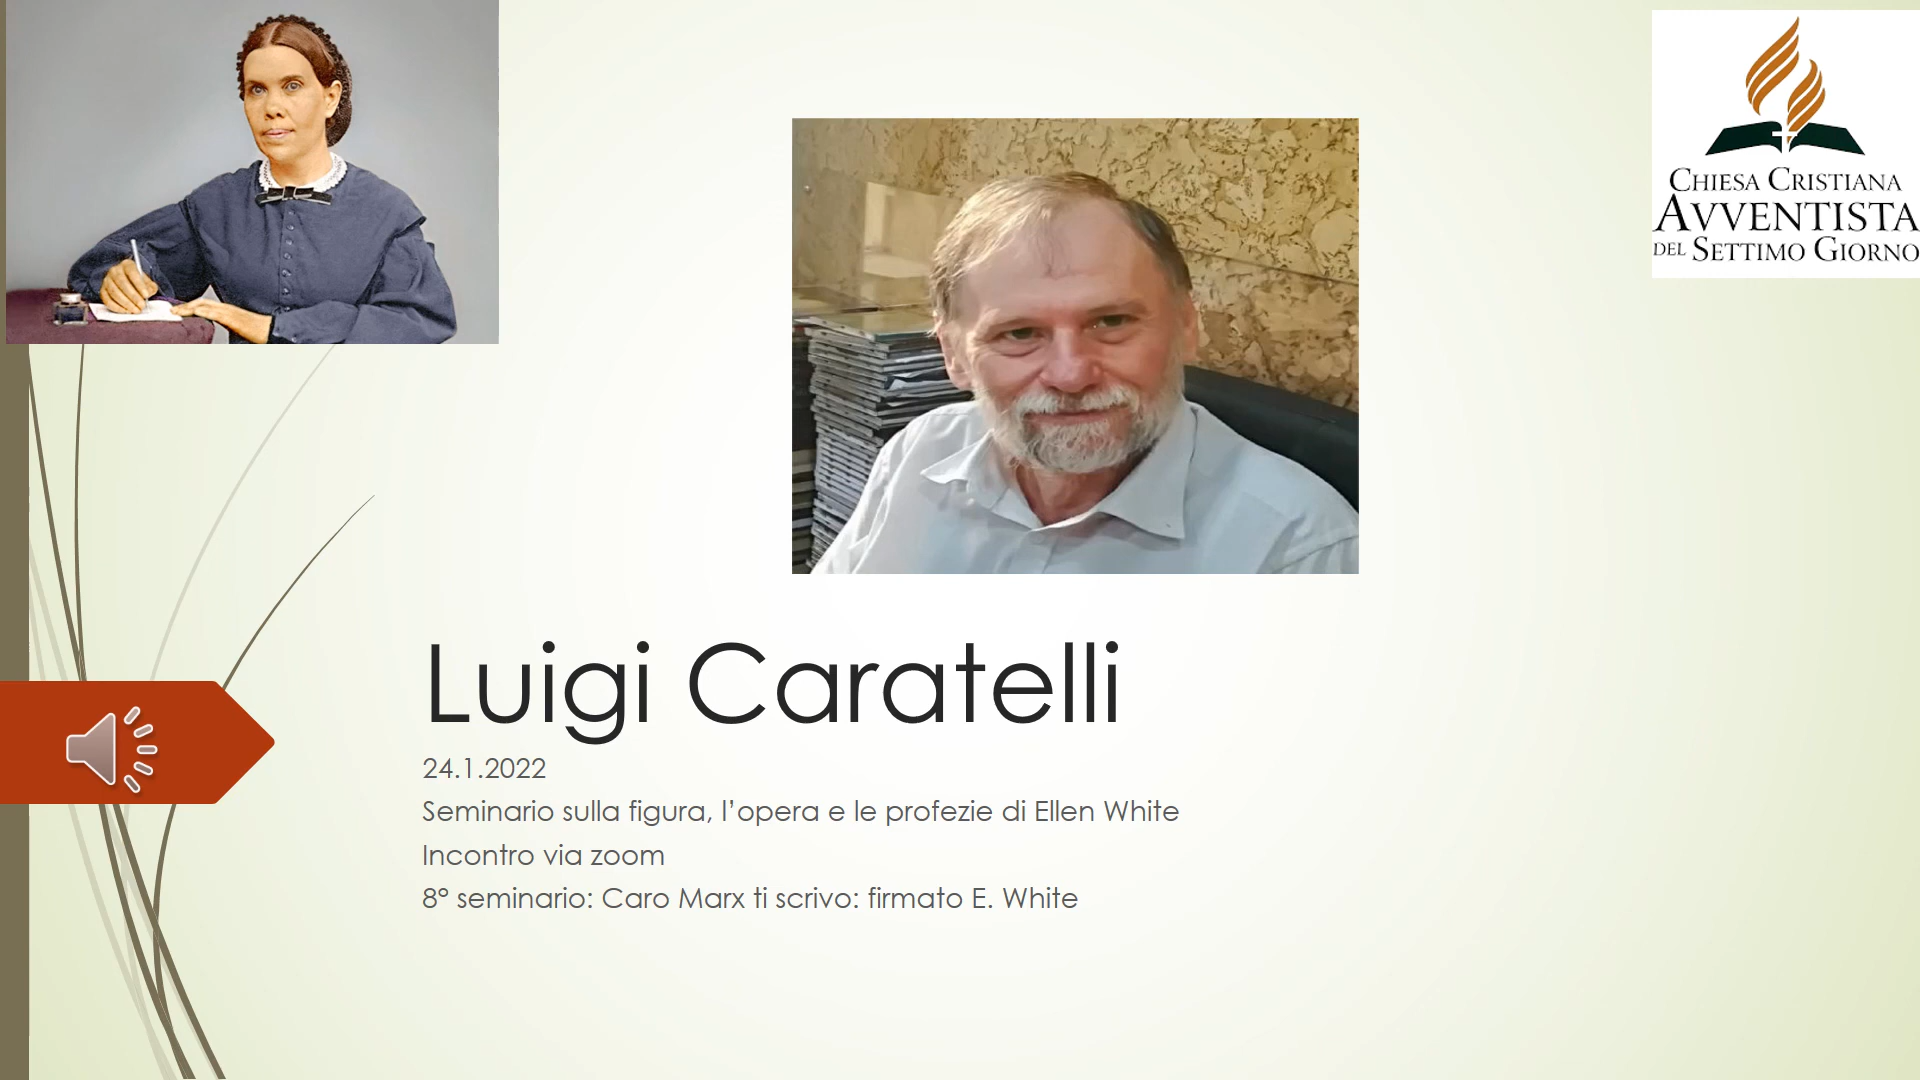 CHIESA CRISTIANA
AVVENTISTA
DEL SETTIMO GIORNO
Luigi Caratelli
24.1.2022
Seminario sulla figura, l’opera e le profezie di Ellen White
Incontro via zoom
8° seminario: Caro Marx ti scrivo: firmato E. White